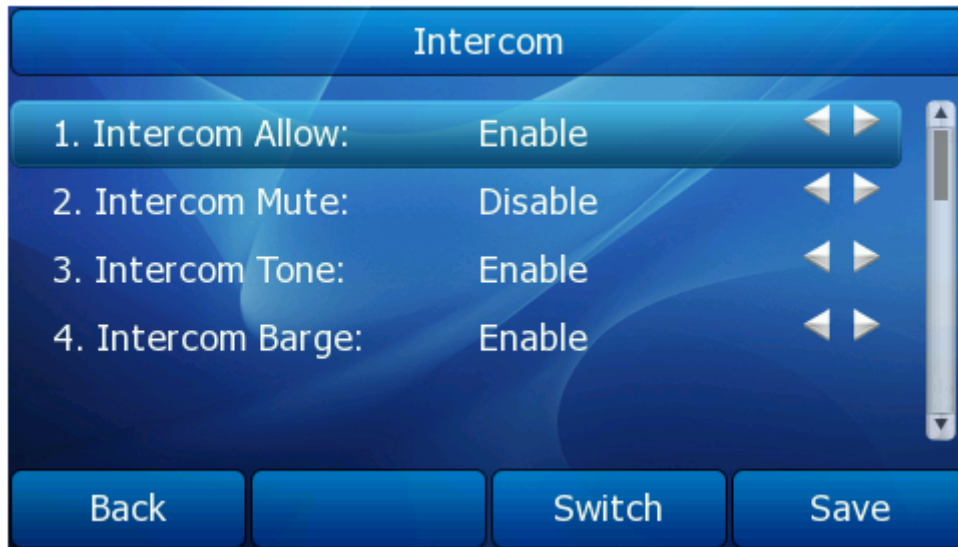 Intercom
1. Intercom Allow: Enable
2. Intercom Mute: Disable
3. Intercom Tone: Enable
4. Intercom Barge: Enable
Back Switch Save